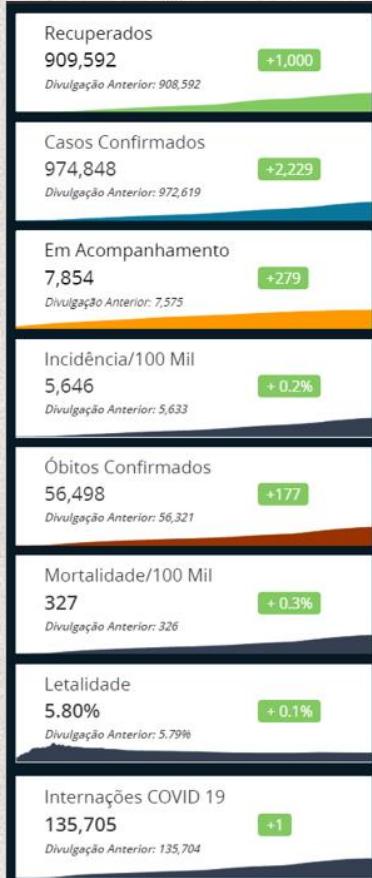 Recuperados
909,592
+1,000
Divulgação Anterior: 908,592
Casos Confirmados
974,848
+2,229
Divulgação Anterior: 972,619
Em Acompanhamento
7,854
+279
Divulgação Anterior: 7,575
Incidência/100 Mil
5,646
+ 0.2%
Divulgação Anterior: 5,633
Óbitos Confirmados
56,498
+177
Divulgação Anterior: 56,321
Mortalidade/100 Mil
327
+ 0.3%
Divulgação Anterior: 326
Letalidade
5.80%
+ 0.1%
Divulgação Anterior: 5.79%
Internações COVID 19
135,705
+1
Divulgação Anterior: 135,704